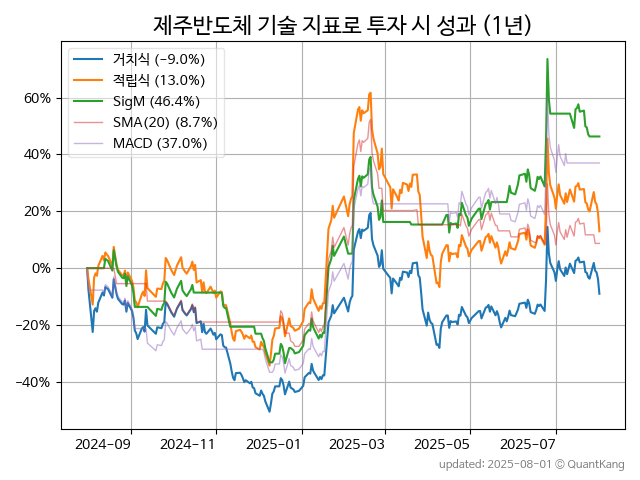 제주반도체 기술 지표로 투자 시 성과 (1년)
거치식 (-9.0%)
적립식 (13.0%)
SigM (46.4%)
SMA(20) (8.7%)
MACD (37.0%)
60%
40%
20%
0%
−20%
−40%
2024-09 2024-11 2025-01 2025-03 2025-05 2025-07
updated: 2025-08-01 © QuantKang